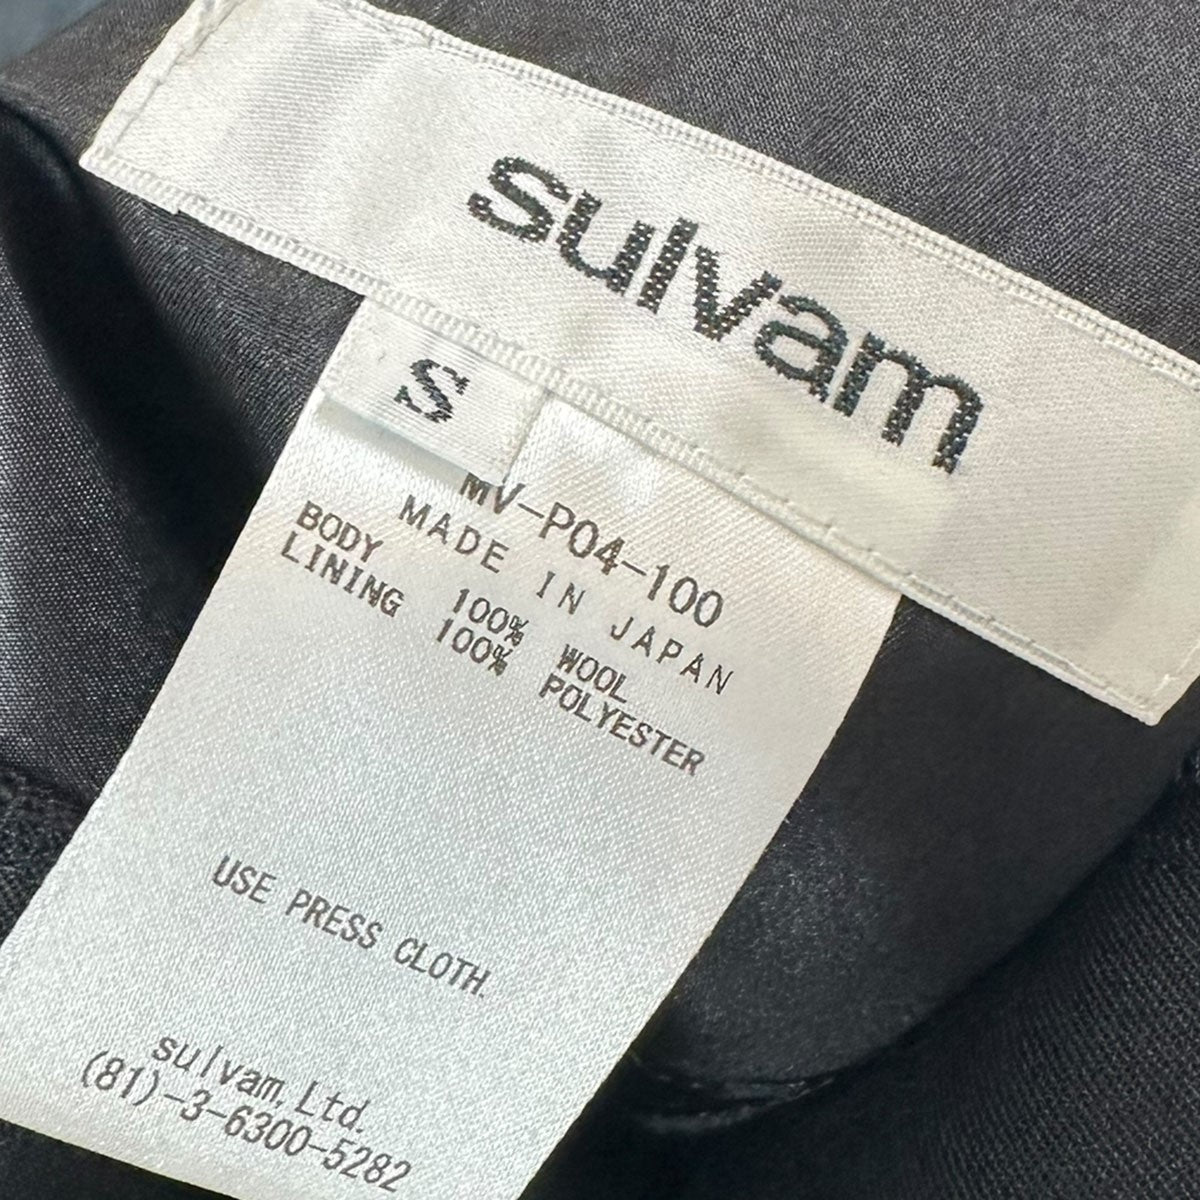 sulvam
S
MV-P04-100
MADE IN JAPAN
BODY 100% WOOL
LINING 100% POLYESTER
USE PRESS CLOTH.
sulvam,Ltd.
(81)-3-6300-5282